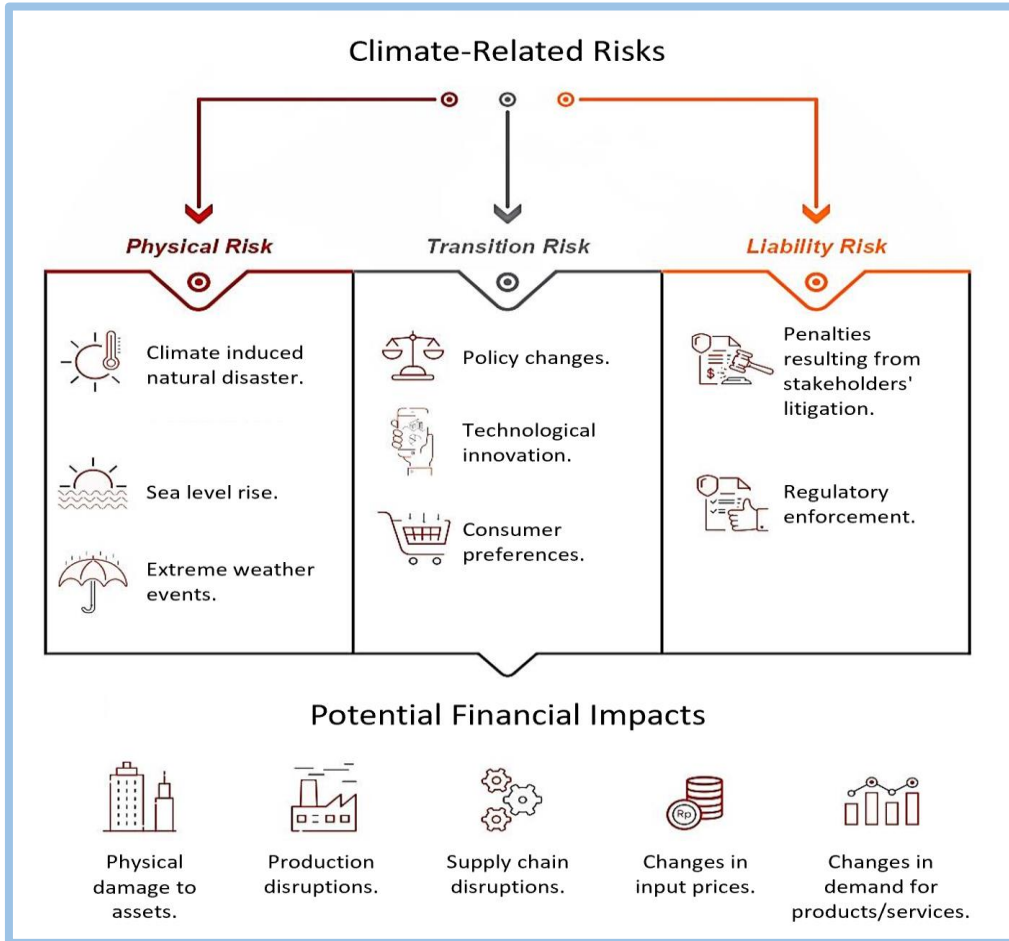 Climate-Related Risks
Physical Risk
Climate induced
natural disaster.
Sea level rise.
Extreme weather
events.
Transition Risk
Policy changes.
Technological
innovation.
Consumer
preferences.
Liability Risk
Penalties
resulting from
stakeholders'
litigation.
Regulatory
enforcement.
Potential Financial Impacts
Physical
damage to
assets.
Production
disruptions.
Supply chain
disruptions.
Rp
Changes in
input prices.
Changes in
demand for
products/services.